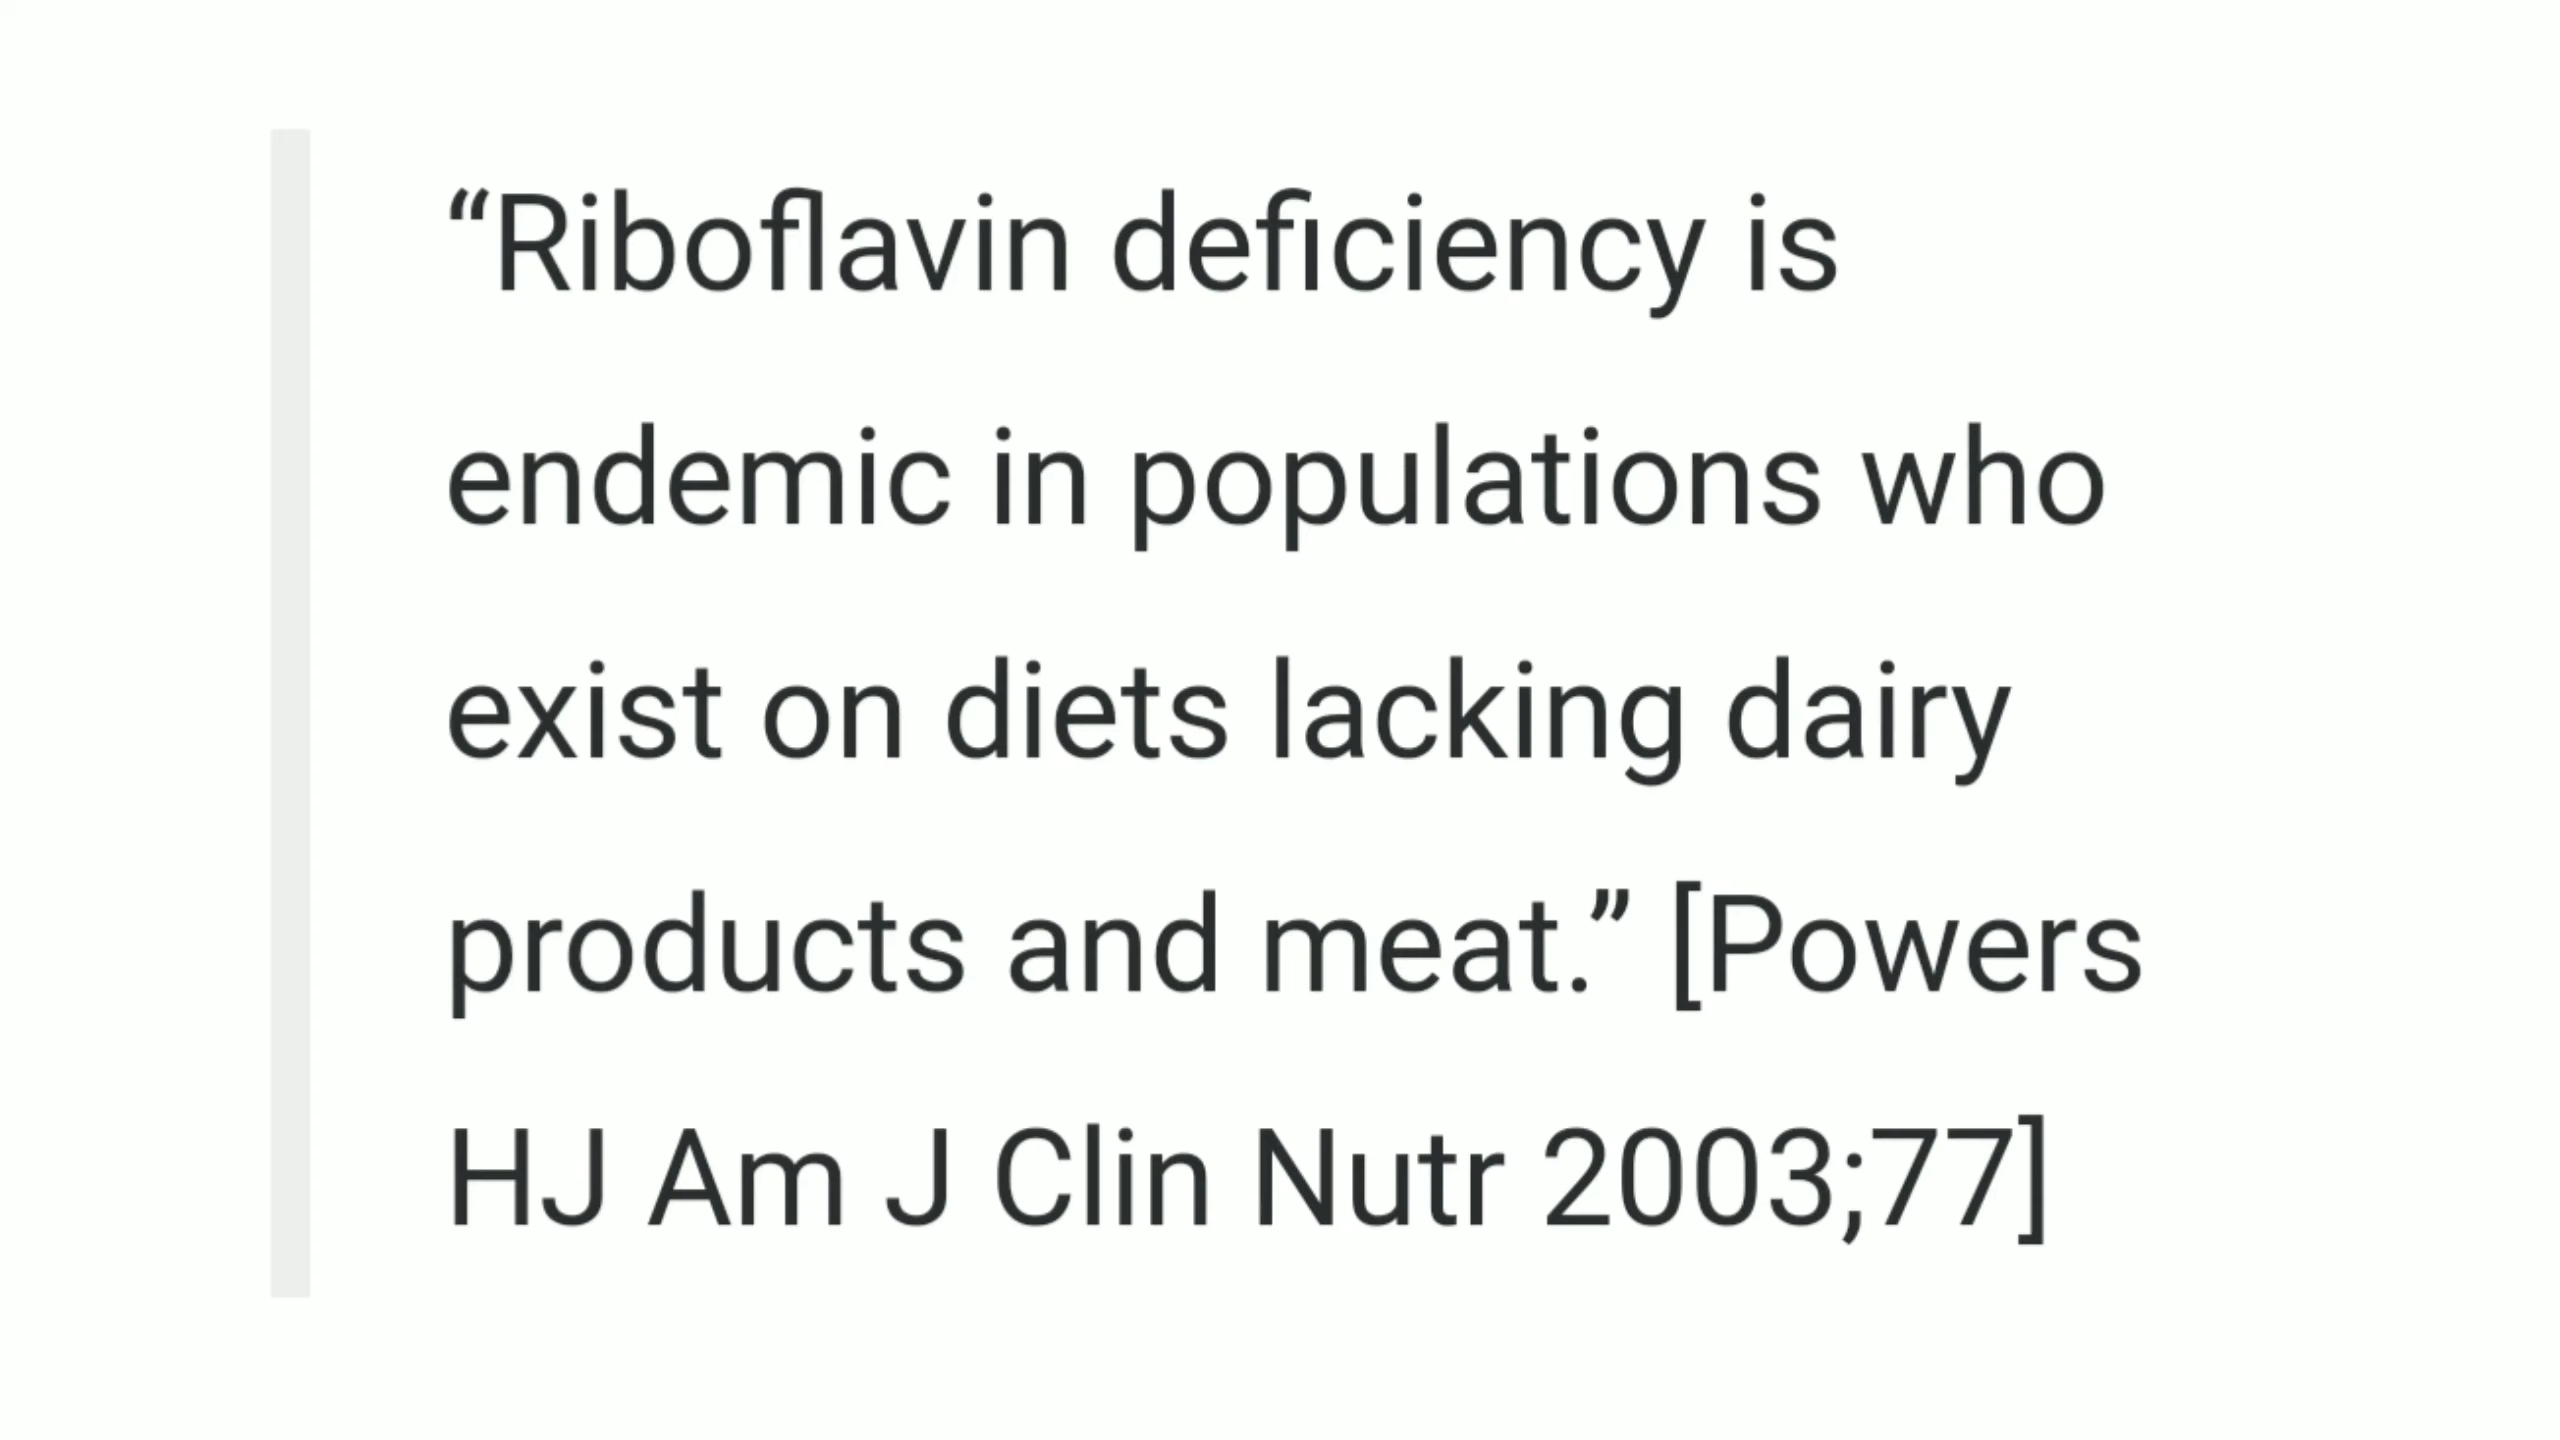 “Riboflavin deficiency is
endemic in populations who
exist on diets lacking dairy
products and meat.” [Powers
HJ Am J Clin Nutr 2003;77]